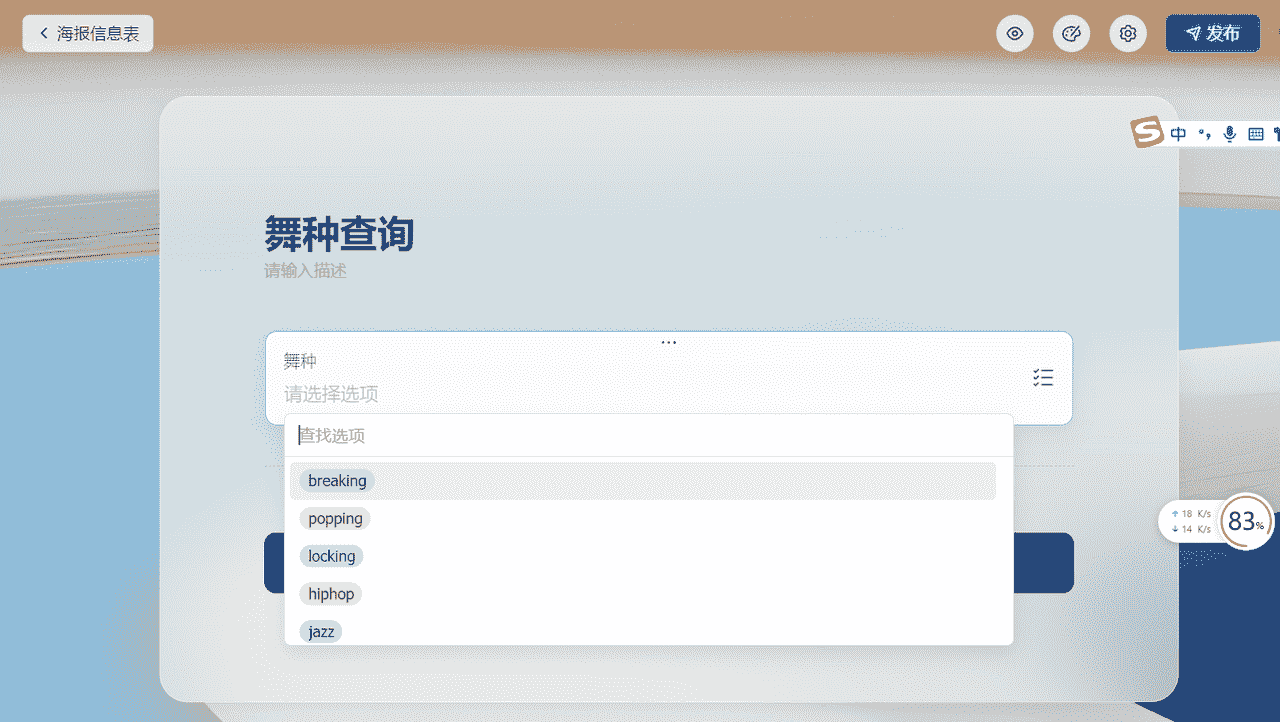 海报信息表
发布
中
舞种查询
请输入描述
舞种
请选择选项
查找选项
breaking
popping
locking
hiphop
jazz
18 K/s
14 K/s
83%